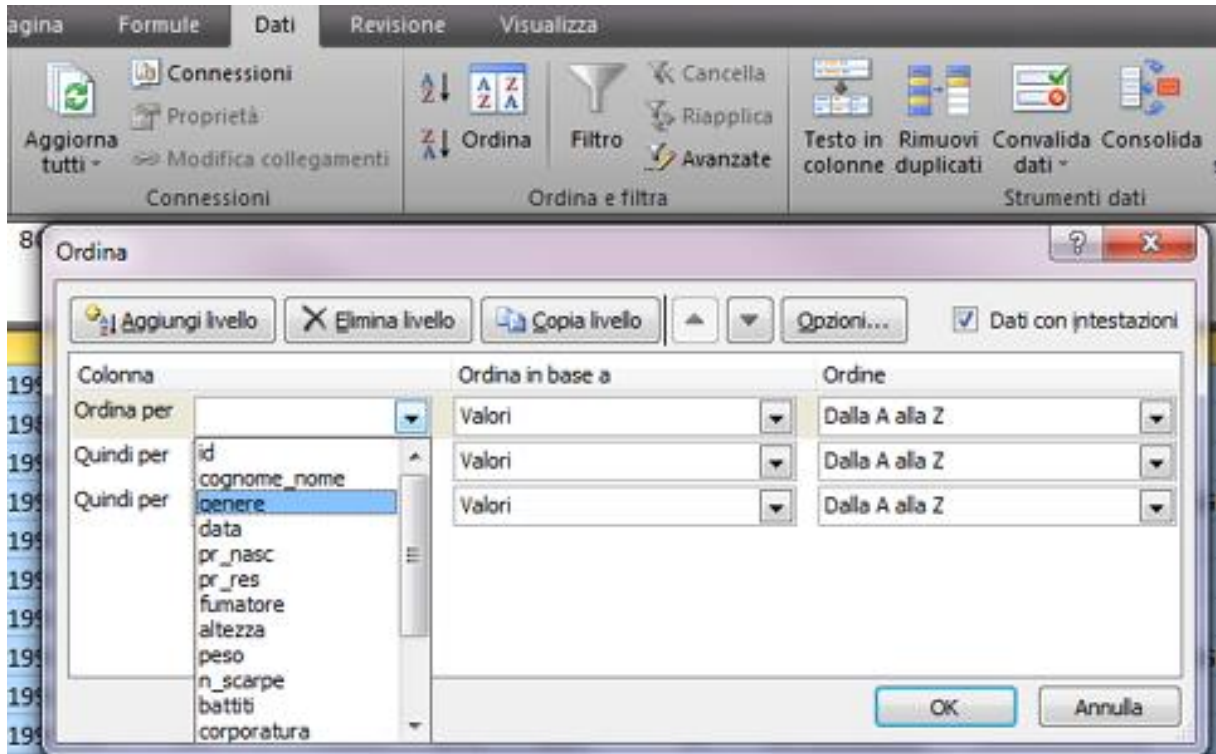 agina Formule Dati Revisione Visualizza
Aggiorna tutti
Connessioni
Proprietà
Modifica collegamenti
Connessioni
Ordina
Filtro
Cancella
Riapplica
Avanzate
Ordina e filtra
Testo in colonne
Rimuovi duplicati
Convalida dati
Consolida
Strumenti dati
Ordina
Aggiungi livello Elimina livello Copia livello Opzioni... Dati con intestazioni
Colonna Ordina in base a Ordine
Ordina per Valori Dalla A alla Z
Quindi per Valori Dalla A alla Z
Quindi per Valori Dalla A alla Z
id
cognome_nome
genere
data
pr_nasc
pr_res
fumatore
altezza
peso
n_scarpe
battiti
corporatura
OK Annulla